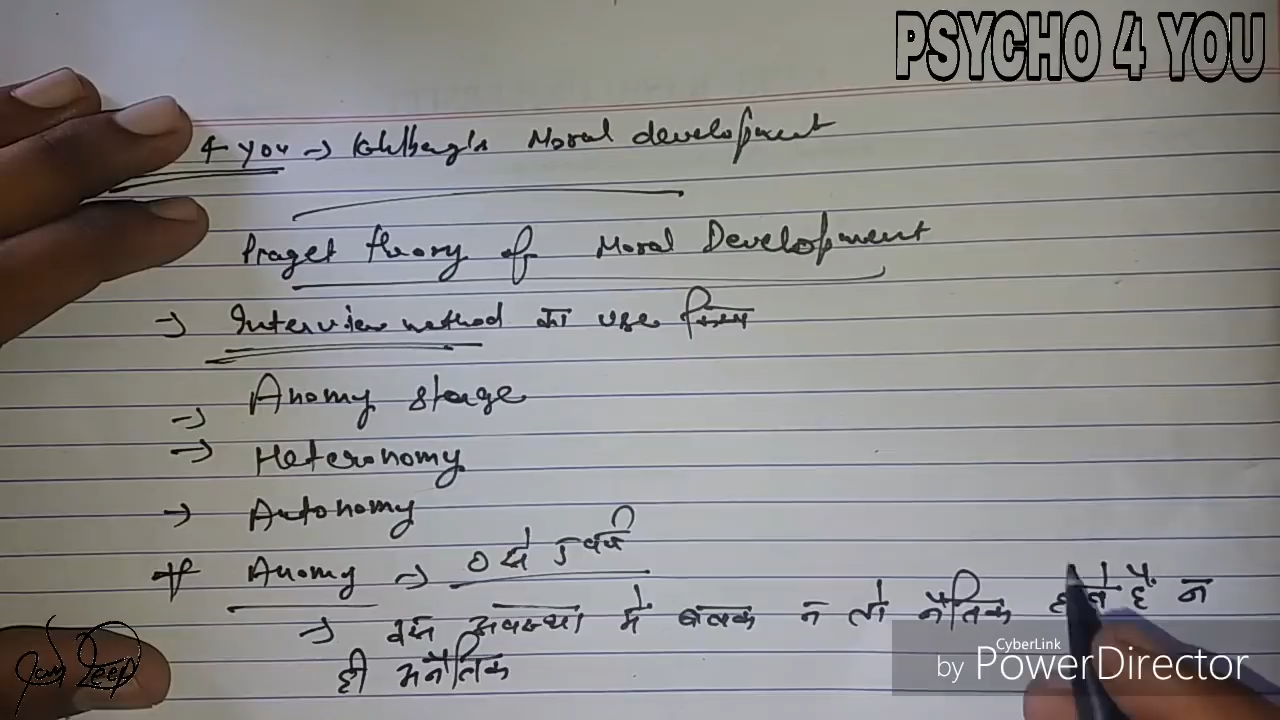 PSYCHO 4 YOU
4 you → Kohlberg's Moral development
Piaget theory of Moral Development
→ Interview method का use किया
→ Anomy stage
→ Heteronomy
→ Autonomy
* Anomy → 0 से 5 वर्ष
→ इस अवस्था में बालक न तो नैतिक होते हैं न
ही अनैतिक
CyberLink
by PowerDirector